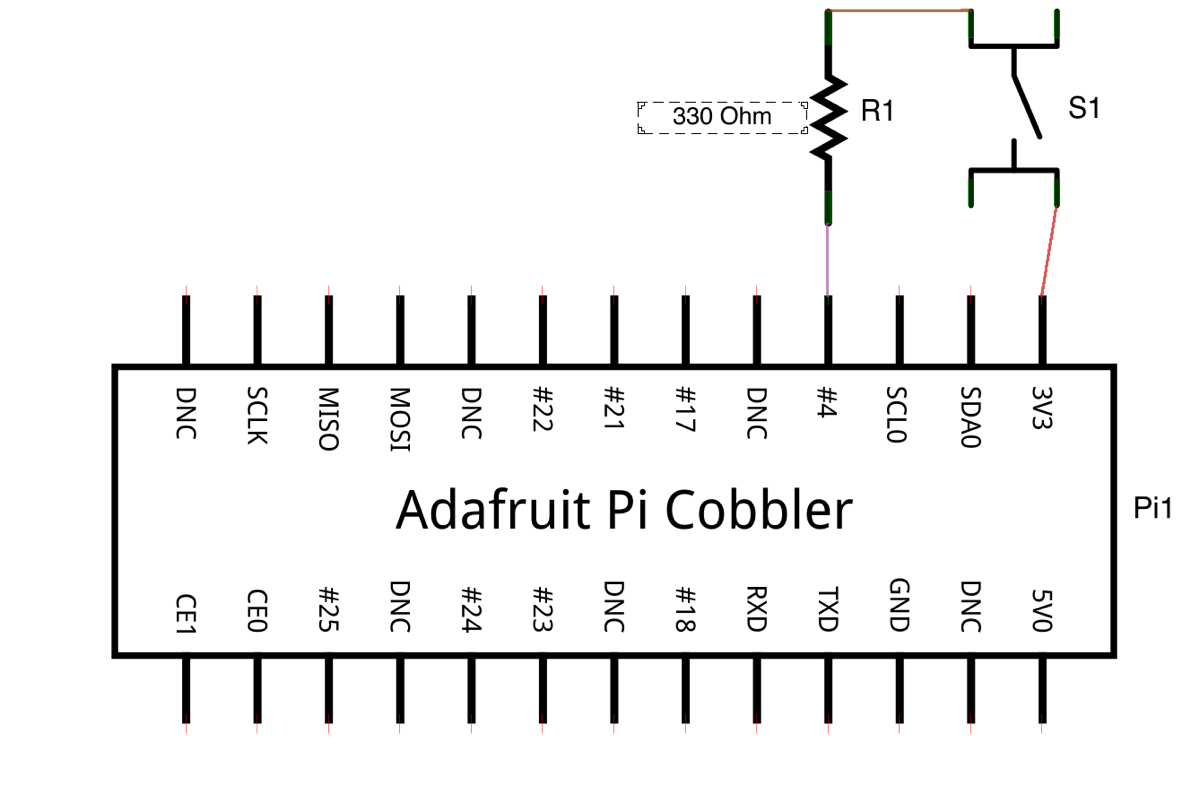 330 Ohm
R1
S1
DNC
SCLK
MISO
MOSI
DNC
#22
#21
#17
DNC
#4
SCL0
SDA0
3V3
Adafruit Pi Cobbler
Pi1
CE1
CE0
#25
DNC
#24
#23
DNC
#18
RXD
TXD
GND
DNC
5V0